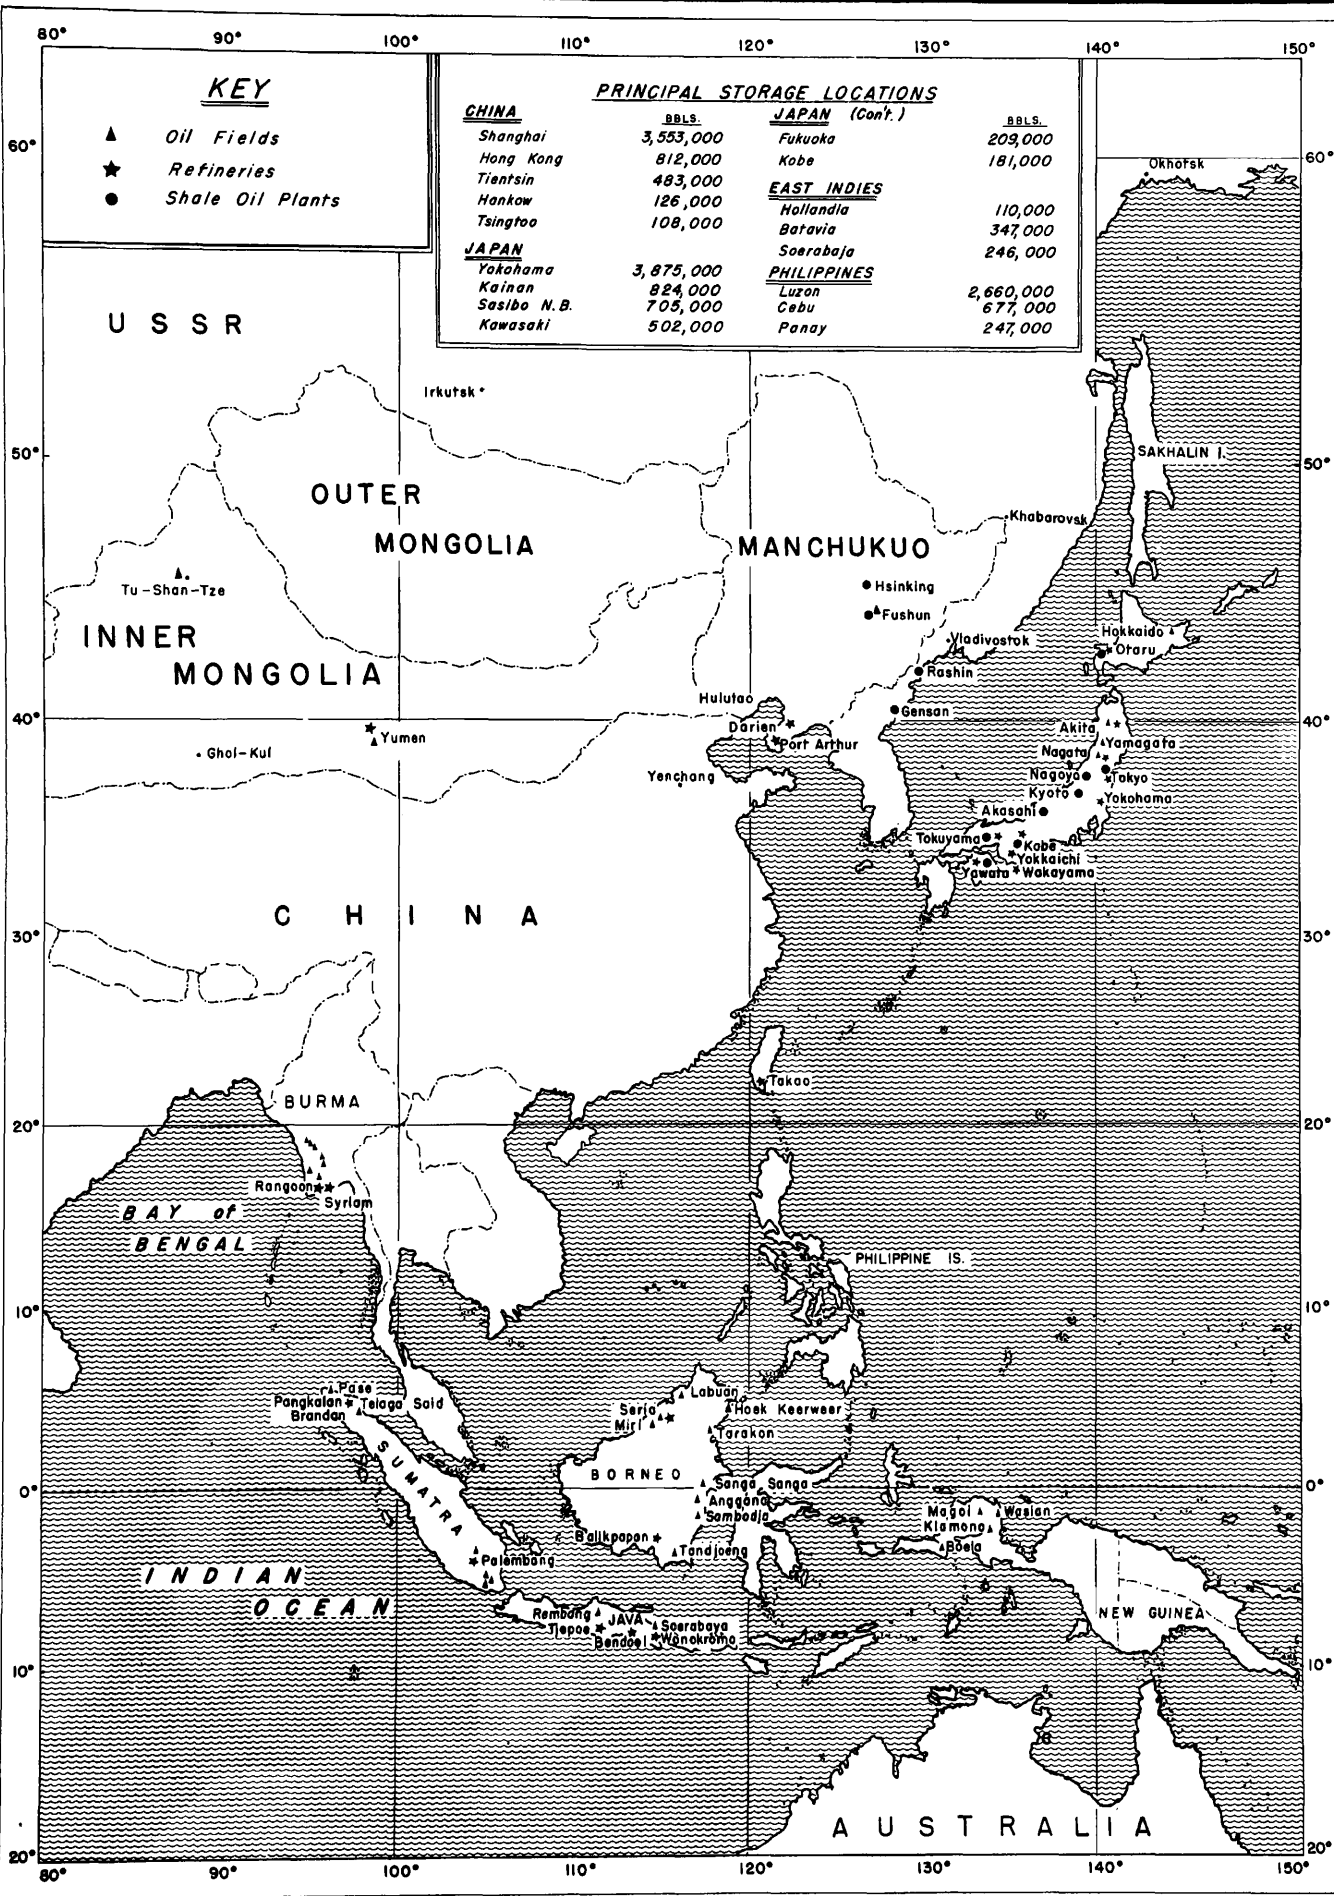 80° 90° 100° 110° 120° 130° 140° 150°
KEY
Oil Fields
Refineries
Shale Oil Plants
PRINCIPAL STORAGE LOCATIONS
CHINA BBLS.
Shanghai 3,553,000
Hong Kong 812,000
Tientsin 483,000
Hankow 126,000
Tsingtao 108,000
JAPAN
Yokohama 3,875,000
Kainan 824,000
Sasibo N.B. 705,000
Kawasaki 502,000
JAPAN (Con't.) BBLS.
Fukuoka 209,000
Kobe 181,000
EAST INDIES
Hollandia 110,000
Batavia 347,000
Soerabaja 246,000
PHILIPPINES
Luzon 2,660,000
Cebu 677,000
Panay 247,000
60° 60°
Okhotsk
USSR
Irkutsk
50° 50°
SAKHALIN I.
OUTER
MONGOLIA
Khabarovsk
MANCHUKUO
Tu-Shan-Tze
Hsinking
Fushun
INNER
MONGOLIA
Vladivostok
Hokkaido
Otaru
Rashin
Hulutao
Gensan
40° 40°
Darien
Port Arthur
Yumen
Ghol-Kul
Yenchang
Akita
Yamagata
Nagata
Nagoya
Tokyo
Kyoto
Yokohama
Akasahi
Tokuyama
Kobe
Yokkaichi
Yawata
Wakayama
CHINA
30° 30°
Takao
BURMA
20° 20°
Rangoon
Syriam
BAY of
BENGAL
PHILIPPINE IS.
10° 10°
Pase
Pangkalan
Brandan
Telaga Said
Labuan
Seria
Miri
Hoek Keerweer
Tarakon
SUMATRA
BORNEO
Sanga Sanga
0° 0°
Anggana
Sambodja
Magoi
Wasian
Klamona
Boela
Balikpapan
Tandjoeng
Palembang
INDIAN
OCEAN
Rembang
JAVA
Tjepoe
Bendoel
Soerabaya
Wonokromo
NEW GUINEA
10° 10°
AUSTRALIA
20° 20°
80° 90° 100° 110° 120° 130° 140° 150°